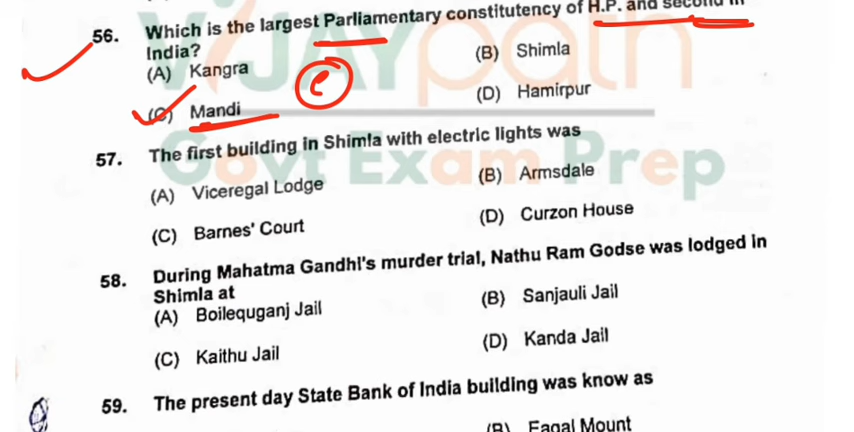 56. Which is the largest Parliamentary constitutency of H.P. and second in
India?
(A) Kangra (B) Shimla
(C) Mandi (D) Hamirpur
C
VIJAYpath
Govt Exam Prep
57. The first building in Shimla with electric lights was
(A) Viceregal Lodge (B) Armsdale
(C) Barnes' Court (D) Curzon House
58. During Mahatma Gandhi's murder trial, Nathu Ram Godse was lodged in
Shimla at
(A) Boilequganj Jail (B) Sanjauli Jail
(C) Kaithu Jail (D) Kanda Jail
59. The present day State Bank of India building was know as
(B) Eagal Mount